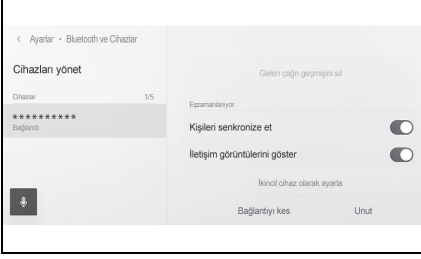 < Ayarlar • Bluetooth ve Cihazlar
Cihazları yönet
Cihazlar 1/5
**********
Bağlandı
Gelen çağrı geçmişini sil
Eşzamanlanıyor
Kişileri senkronize et
İletişim görüntülerini göster
İkincil cihaz olarak ayarla
Bağlantıyı kes Unut